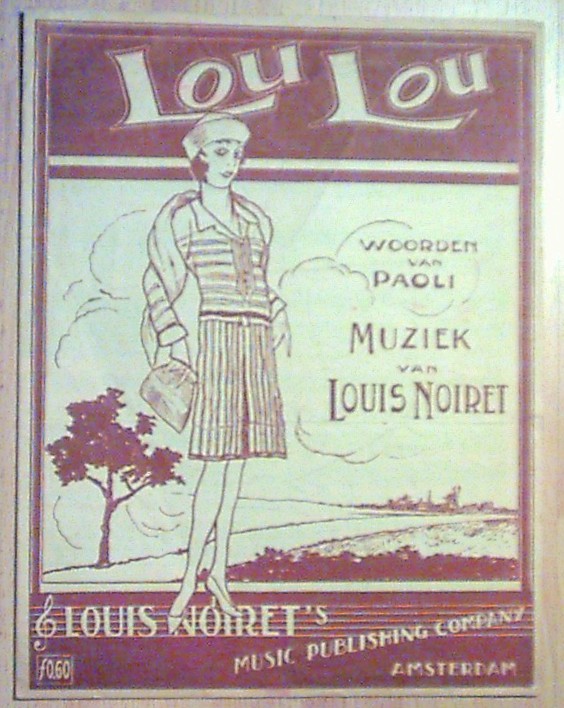 Lou Lou
WOORDEN
VAN
PAOLI
MUZIEK
VAN
LOUIS NOIRET
LOUIS NOIRET'S
MUSIC PUBLISHING COMPANY
AMSTERDAM
f0.60